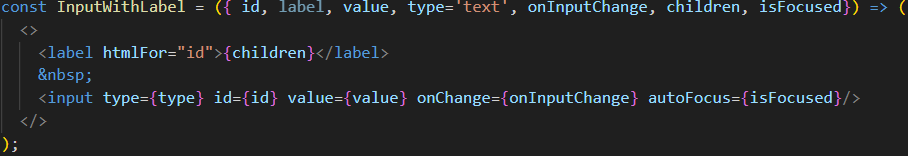 const InputWithLabel = ({ id, label, value, type='text', onInputChange, children, isFocused}) => (
<>
<label htmlFor="id">{children}</label>
&nbsp;
<input type={type} id={id} value={value} onChange={onInputChange} autoFocus={isFocused}/>
</>
);